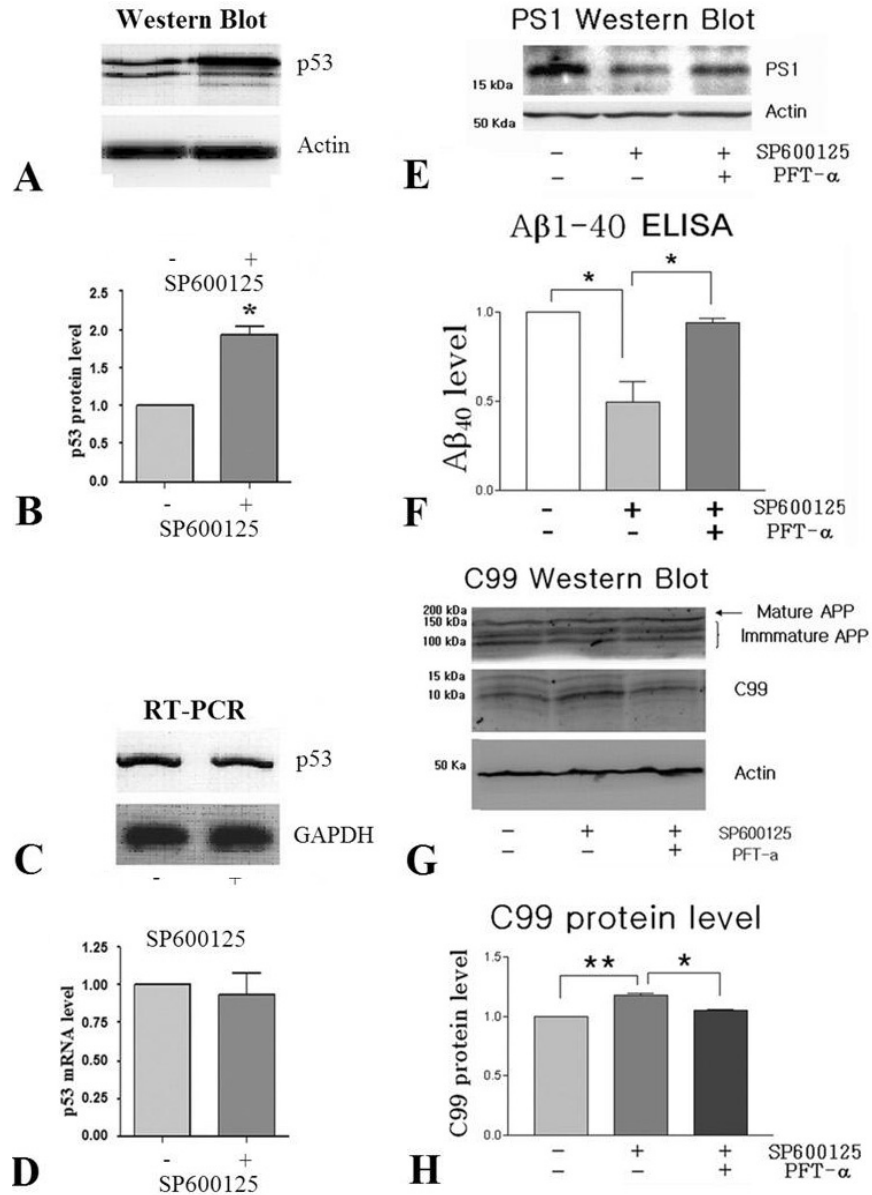 Western Blot
p53
Actin
A
- +
SP600125
p53 protein level
2.5
2.0
1.0
0.5
0.0
- +
SP600125
B
*
RT-PCR
p53
GAPDH
C
- +
SP600125
p53 mRNA level
1.25
1.00
0.75
0.50
0.25
0.00
- +
SP600125
D
PS1 Western Blot
15 kDa
PS1
50 Kda
Actin
E
- + + SP600125
- - + PFT-α
Aβ1-40 ELISA
* *
Aβ40 level
1.0
0.5
0.0
F
- + + SP600125
- - + PFT-α
C99 Western Blot
200 kDa
150 kDa
100 kDa
Mature APP
Immmature APP
15 kDa
10 kDa
C99
50 Ka
Actin
G
- + + SP600125
- - + PFT-a
C99 protein level
** *
C99 protein level
1.5
1.0
0.5
0.0
H
- + + SP600125
- - + PFT-α